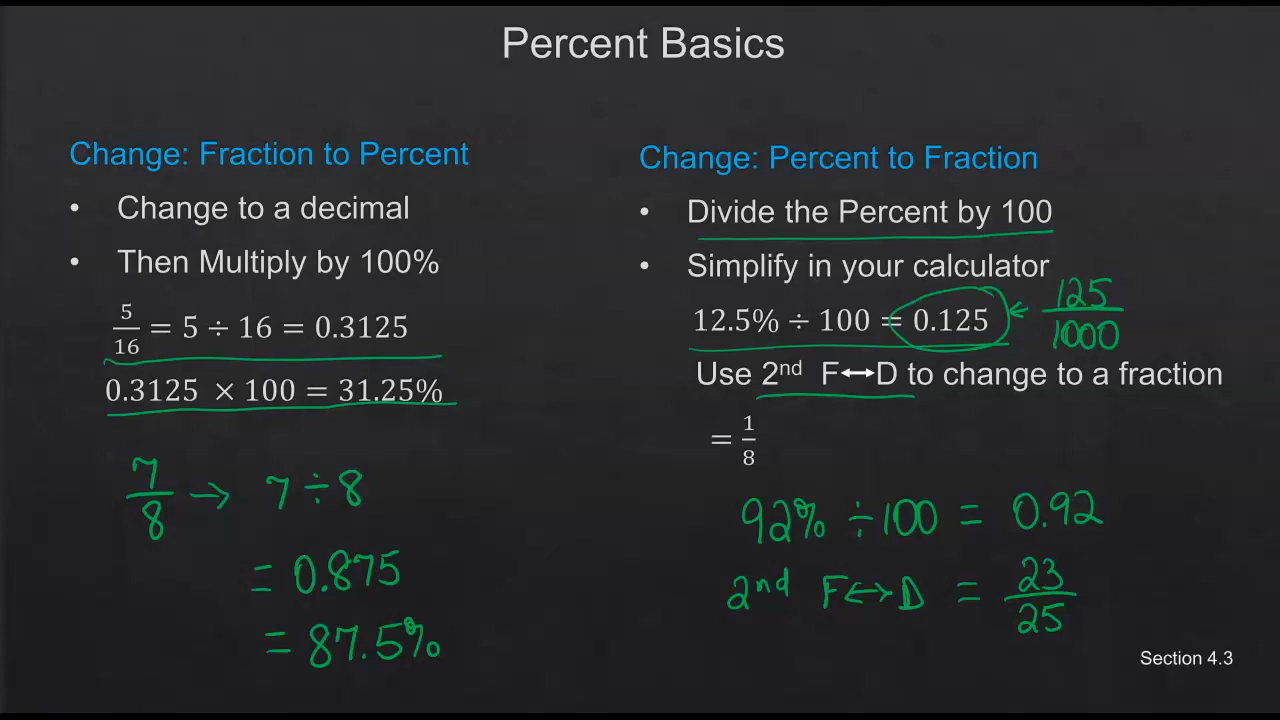 Percent Basics
Change: Fraction to Percent
• Change to a decimal
• Then Multiply by 100%
5/16 = 5 ÷ 16 = 0.3125
0.3125 × 100 = 31.25%
7/8 → 7 ÷ 8
= 0.875
= 87.5%
Change: Percent to Fraction
• Divide the Percent by 100
• Simplify in your calculator
12.5% ÷ 100 = 0.125 ← 125/1000
Use 2nd F↔D to change to a fraction
= 1/8
92% ÷100 = 0.92
2nd F↔D = 23/25
Section 4.3